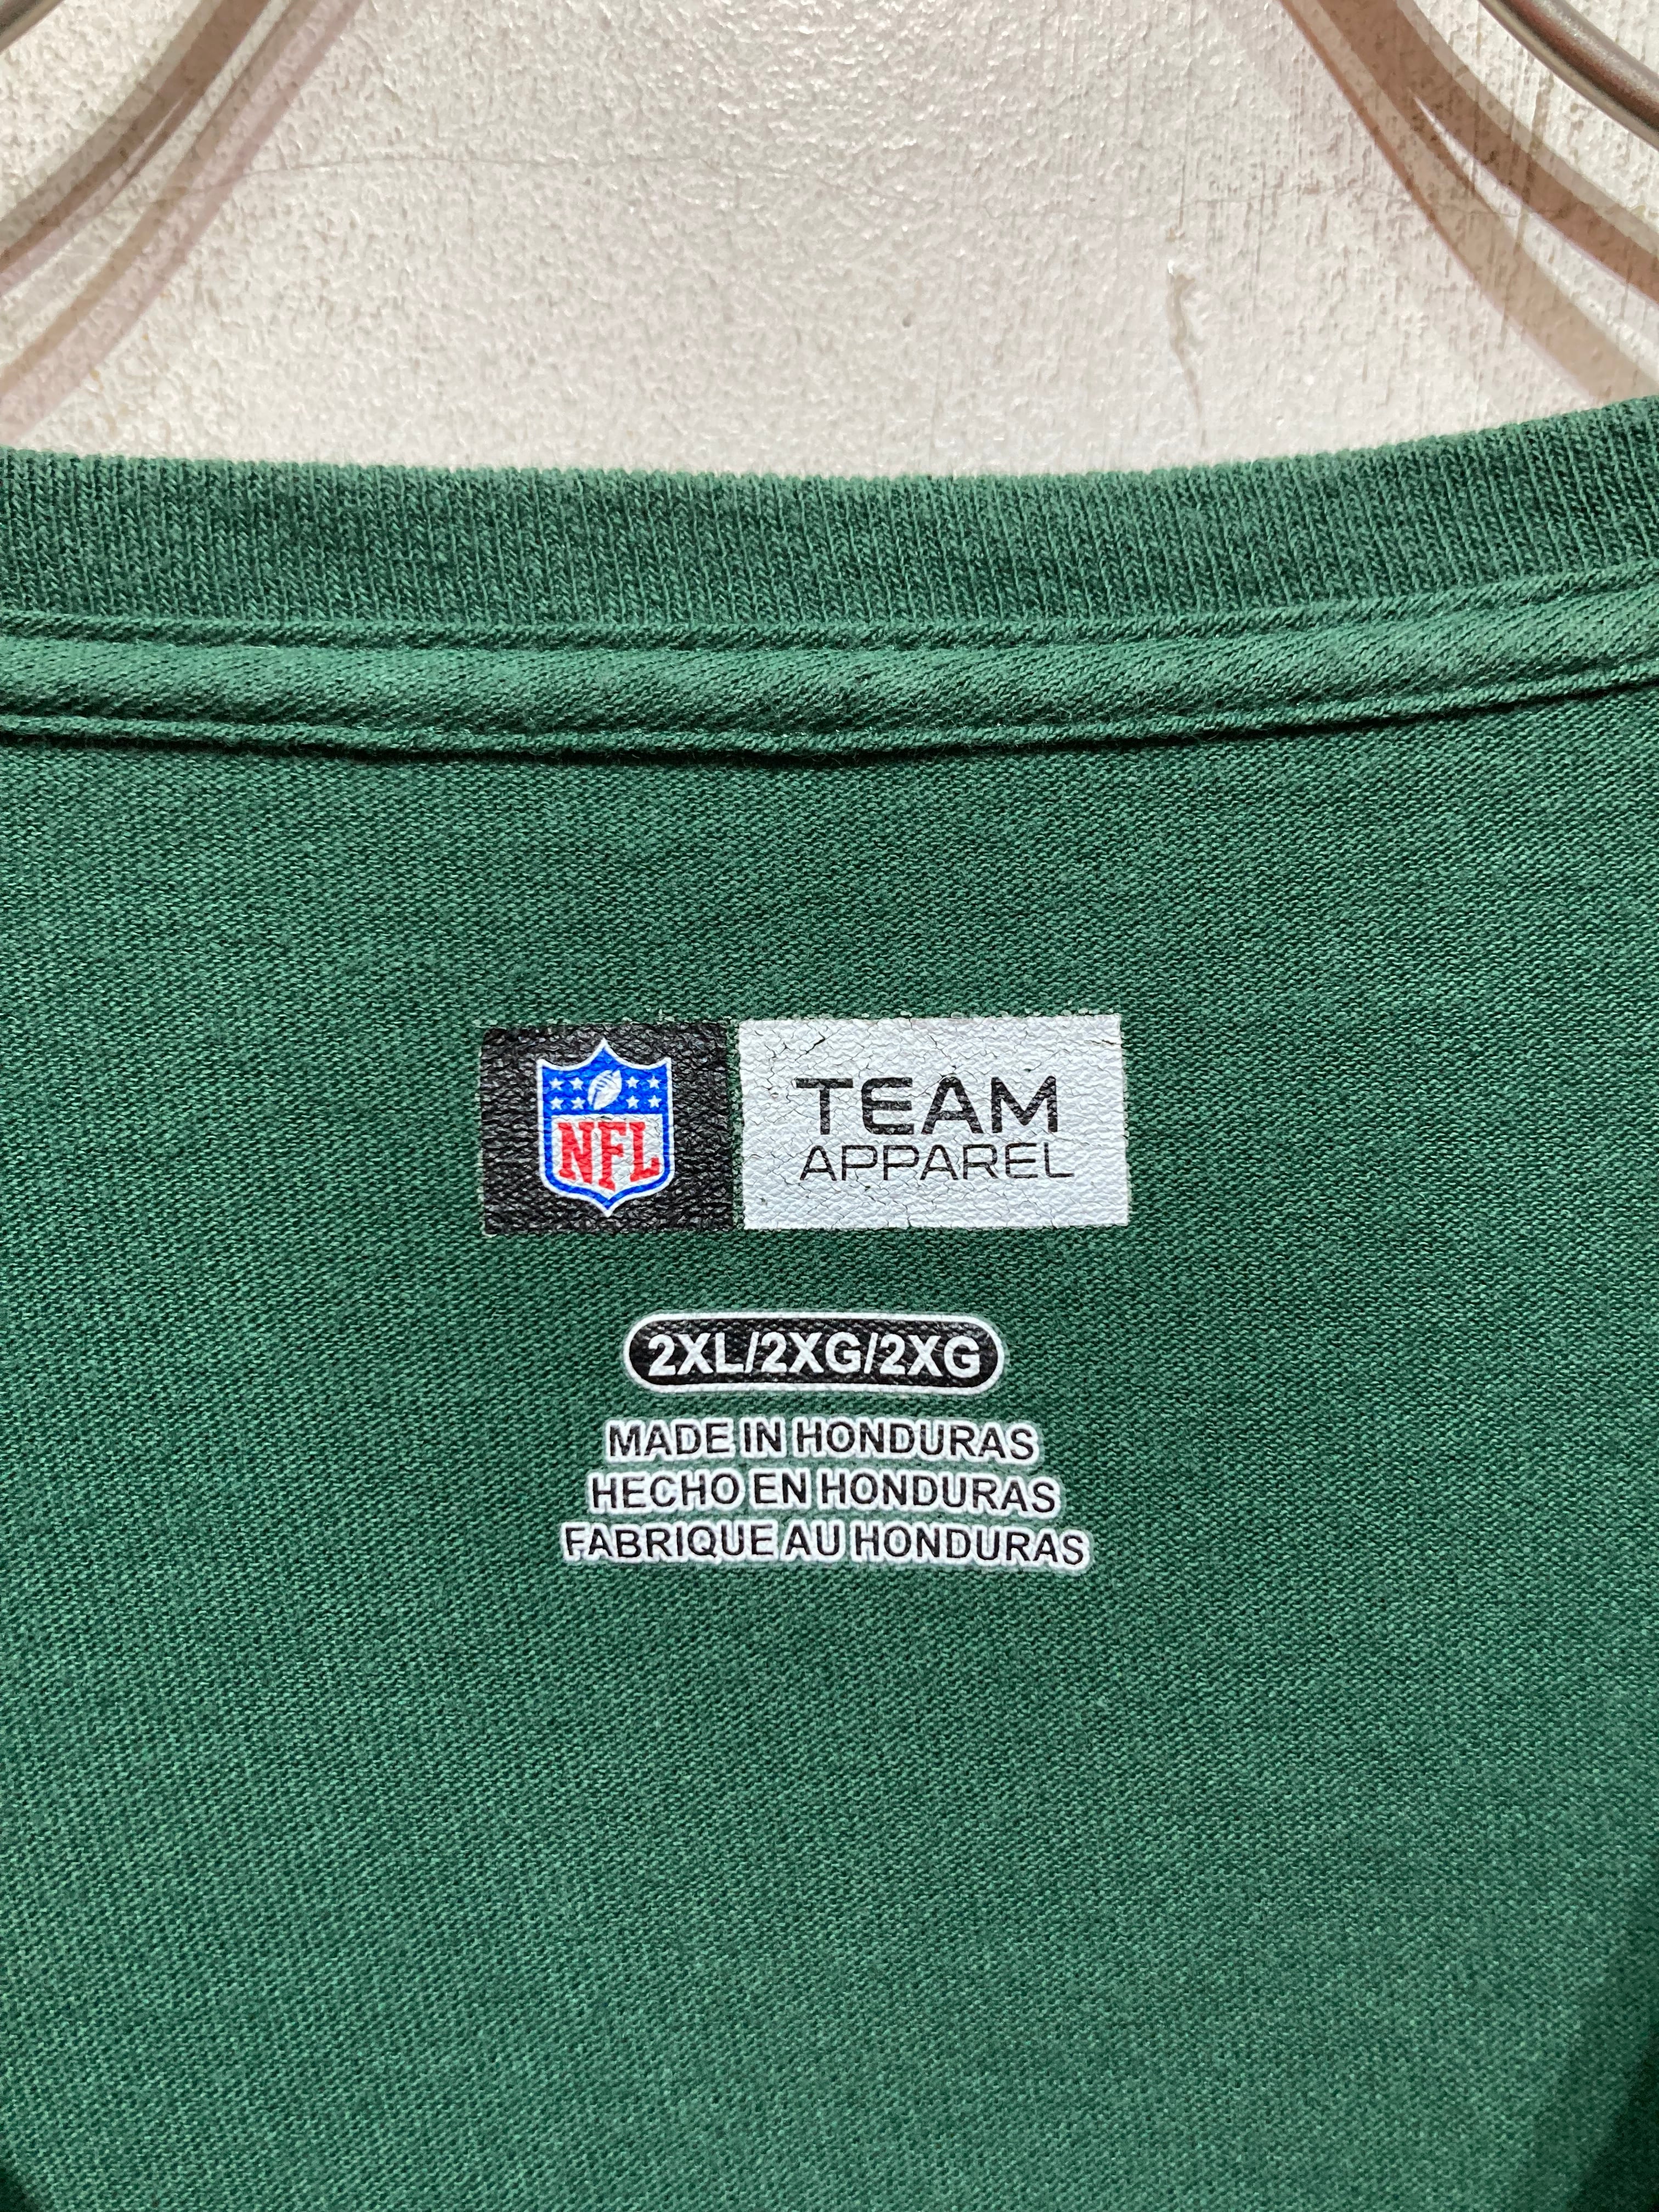 NFL
TEAM
APPAREL
2XL/2XG/2XG
MADE IN HONDURAS
HECHO EN HONDURAS
FABRIQUE AU HONDURAS